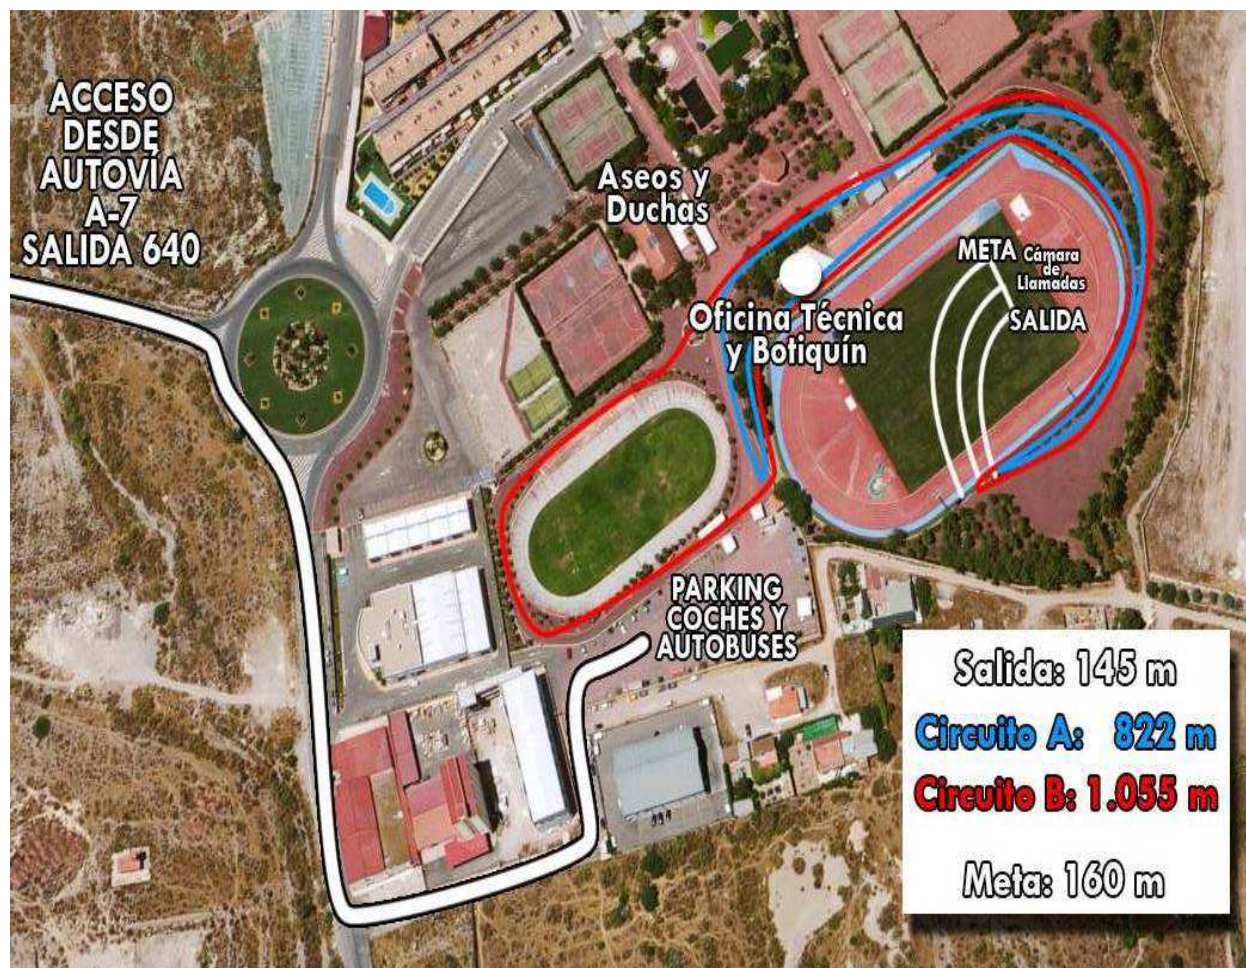 ACCESO
DESDE
AUTOVÍA
A-7
SALIDA 640
Aseos y
Duchas
META Cámara
de
Llamadas
SALIDA
Oficina Técnica
y Botiquín
PARKING
COCHES Y
AUTOBUSES
Salida: 145 m
Circuito A: 822 m
Circuito B: 1.055 m
Meta: 160 m